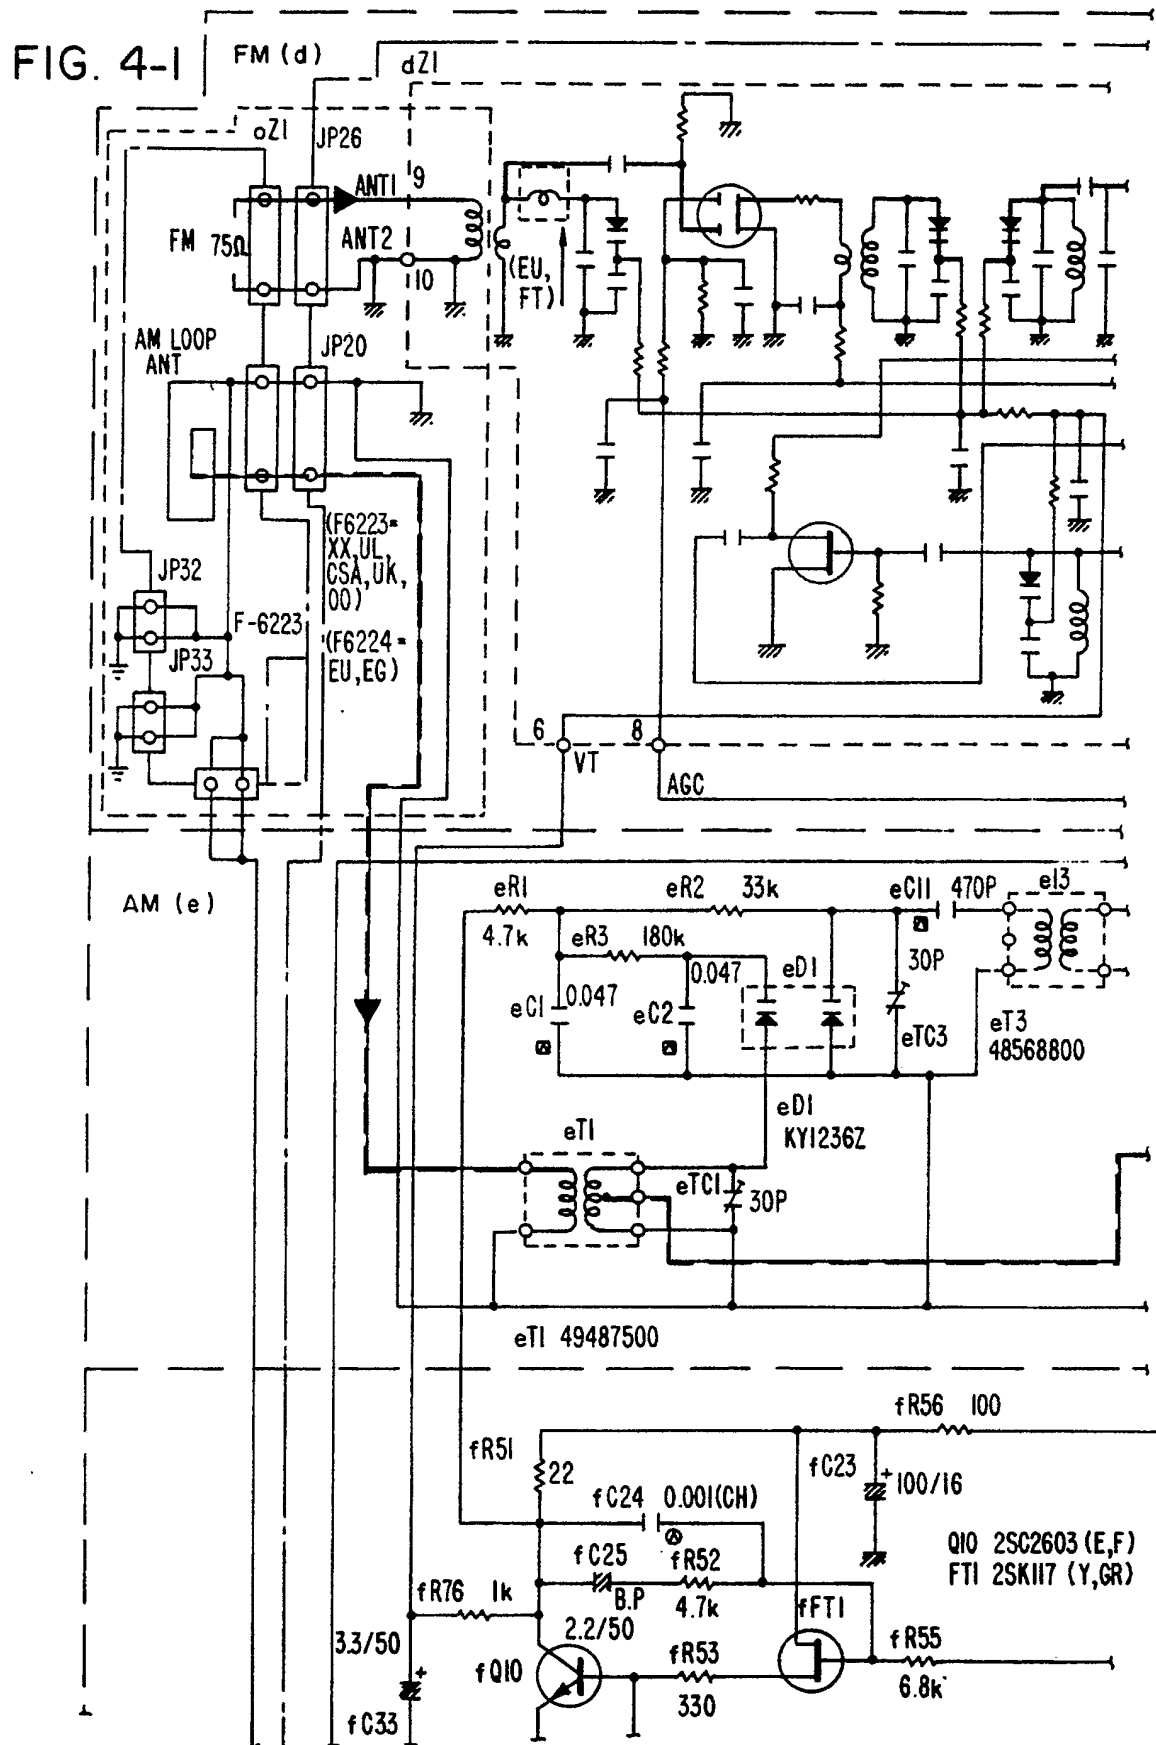 FIG. 4-1
FM (d)
dZ1
oZ1
JP26
ANT1
9
FM
75Ω
ANT2
10
(EU,
FT)
AM LOOP
ANT
JP20
(F6223=
XX,UL,
CSA,UK,
OO)
JP32
F-6223
(F6224=
EU,EG)
JP33
6
8
VT
AGC
AM (e)
eR1
4.7k
eR2
33k
eC11
470P
eR3
180k
0.047
eD1
30P
eC1
0.047
eC2
eTC3
eT3
48568800
eD1
KV1236Z
eT1
eTC1
30P
eT1 49487500
fR56
100
fR51
22
fC23
+
100/16
fC24
0.001(CH)
fC25
fR52
Q10 2SC2603 (E,F)
FT1 2SK117 (Y,GR)
fR76
1k
B.P
4.7k
fFT1
2.2/50
3.3/50
fR53
fR55
fQ10
+
330
6.8k
fC33